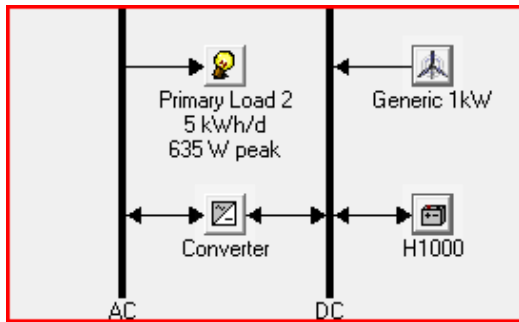 Primary Load 2
5 kWh/d
635 W peak
Generic 1kW
Converter
H1000
AC
DC